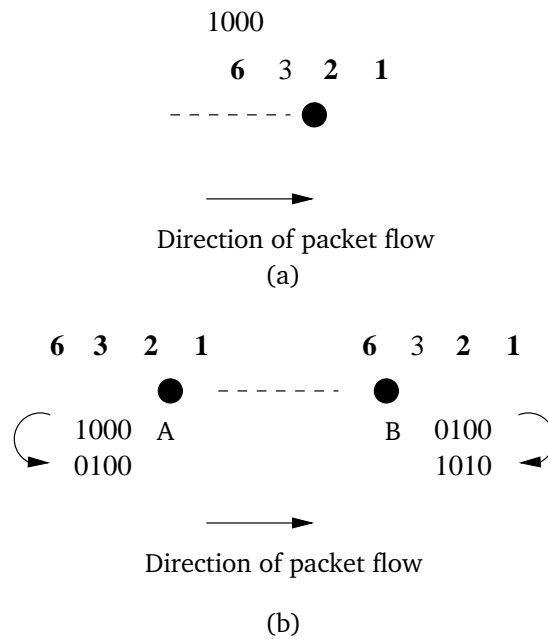 1000
6 3 2 1
Direction of packet flow
(a)
6 3 2 1 6 3 2 1
1000 A B 0100
0100 1010
Direction of packet flow
(b)